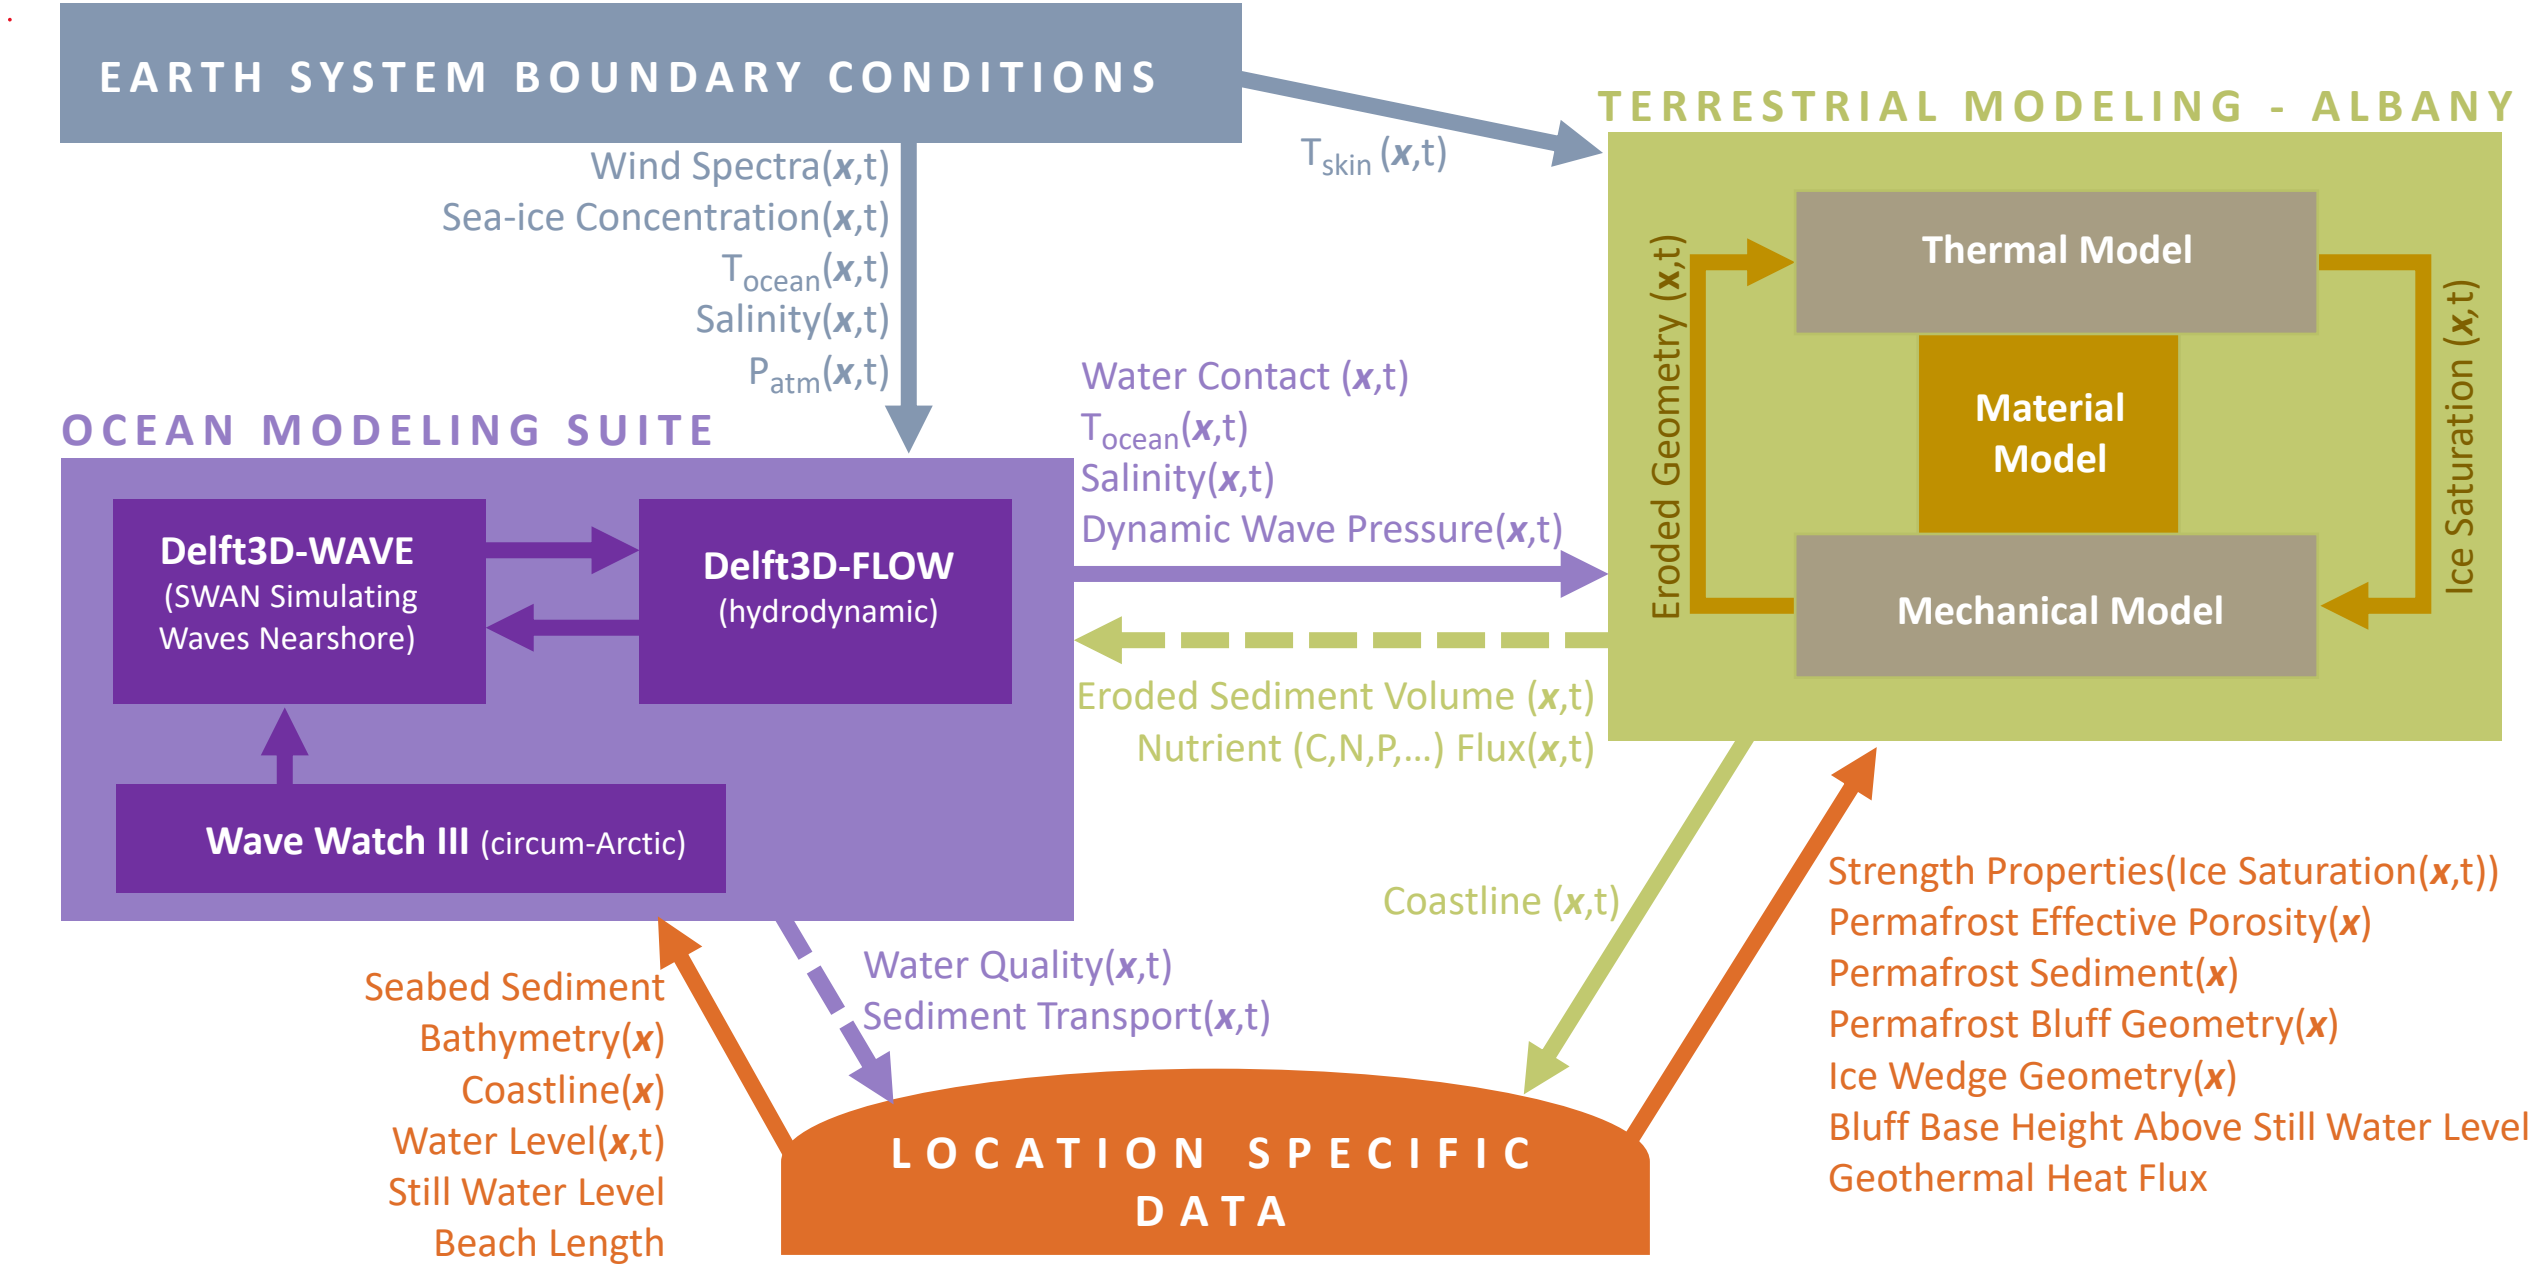 EARTH SYSTEM BOUNDARY CONDITIONS
T_skin (x,t)
Wind Spectra(x,t)
Sea-ice Concentration(x,t)
T_ocean(x,t)
Salinity(x,t)
P_atm(x,t)
TERRESTRIAL MODELING - ALBANY
Thermal Model
Material
Model
Mechanical Model
Eroded Geometry (x,t)
Ice Saturation (x,t)
OCEAN MODELING SUITE
Delft3D-WAVE
(SWAN Simulating
Waves Nearshore)
Delft3D-FLOW
(hydrodynamic)
Wave Watch III (circum-Arctic)
Water Contact (x,t)
T_ocean(x,t)
Salinity(x,t)
Dynamic Wave Pressure(x,t)
Eroded Sediment Volume (x,t)
Nutrient (C,N,P,...) Flux(x,t)
Coastline (x,t)
Water Quality(x,t)
Sediment Transport(x,t)
Seabed Sediment
Bathymetry(x)
Coastline(x)
Water Level(x,t)
Still Water Level
Beach Length
Strength Properties(Ice Saturation(x,t))
Permafrost Effective Porosity(x)
Permafrost Sediment(x)
Permafrost Bluff Geometry(x)
Ice Wedge Geometry(x)
Bluff Base Height Above Still Water Level
Geothermal Heat Flux
LOCATION SPECIFIC
DATA